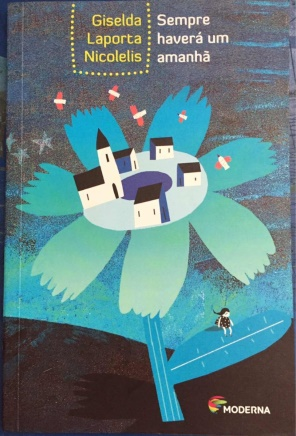 Giselda
Laporta
Nicolelis
Sempre
haverá um
amanhã
MODERNA